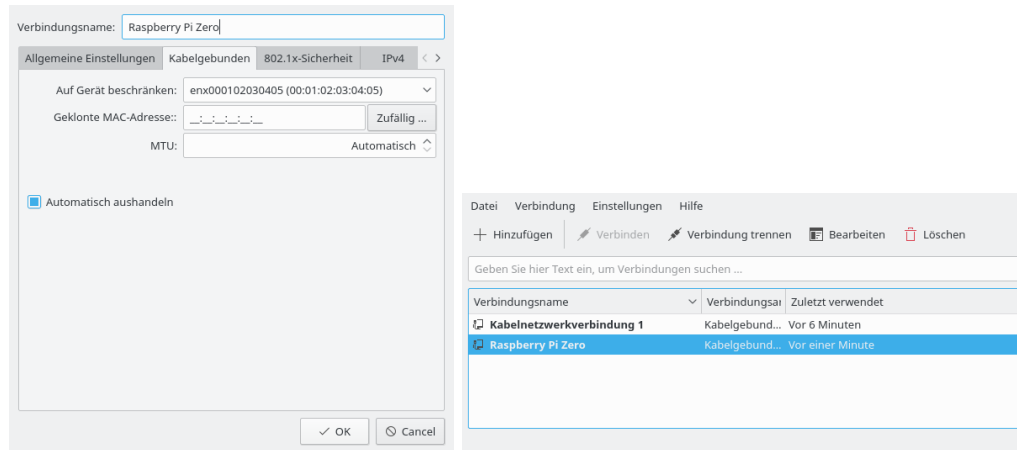 Verbindungsname: Raspberry Pi Zero
Allgemeine Einstellungen Kabelgebunden 802.1x-Sicherheit IPv4
Auf Gerät beschränken: enx000102030405 (00:01:02:03:04:05)
Geklonte MAC-Adresse:: __:__:__:__:__:__ Zufällig ...
MTU: Automatisch
Automatisch aushandeln
OK Cancel
Datei Verbindung Einstellungen Hilfe
Hinzufügen Verbinden Verbindung trennen Bearbeiten Löschen
Geben Sie hier Text ein, um Verbindungen suchen ...
Verbindungsname Verbindungsar Zuletzt verwendet
Kabelnetzwerkverbindung 1 Kabelgebund... Vor 6 Minuten
Raspberry Pi Zero Kabelgebund... Vor einer Minute